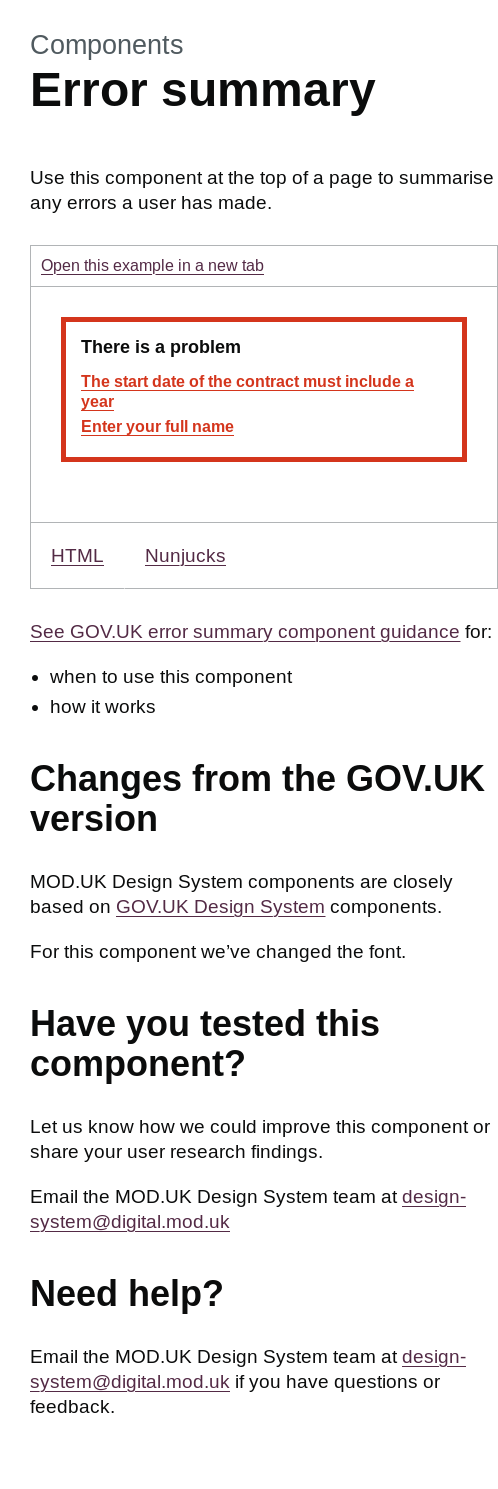 Components
Error summary
Use this component at the top of a page to summarise
any errors a user has made.
Open this example in a new tab
There is a problem
The start date of the contract must include a
year
Enter your full name
HTML Nunjucks
See GOV.UK error summary component guidance for:
• when to use this component
• how it works
Changes from the GOV.UK
version
MOD.UK Design System components are closely
based on GOV.UK Design System components.
For this component we’ve changed the font.
Have you tested this
component?
Let us know how we could improve this component or
share your user research findings.
Email the MOD.UK Design System team at design-
system@digital.mod.uk
Need help?
Email the MOD.UK Design System team at design-
system@digital.mod.uk if you have questions or
feedback.